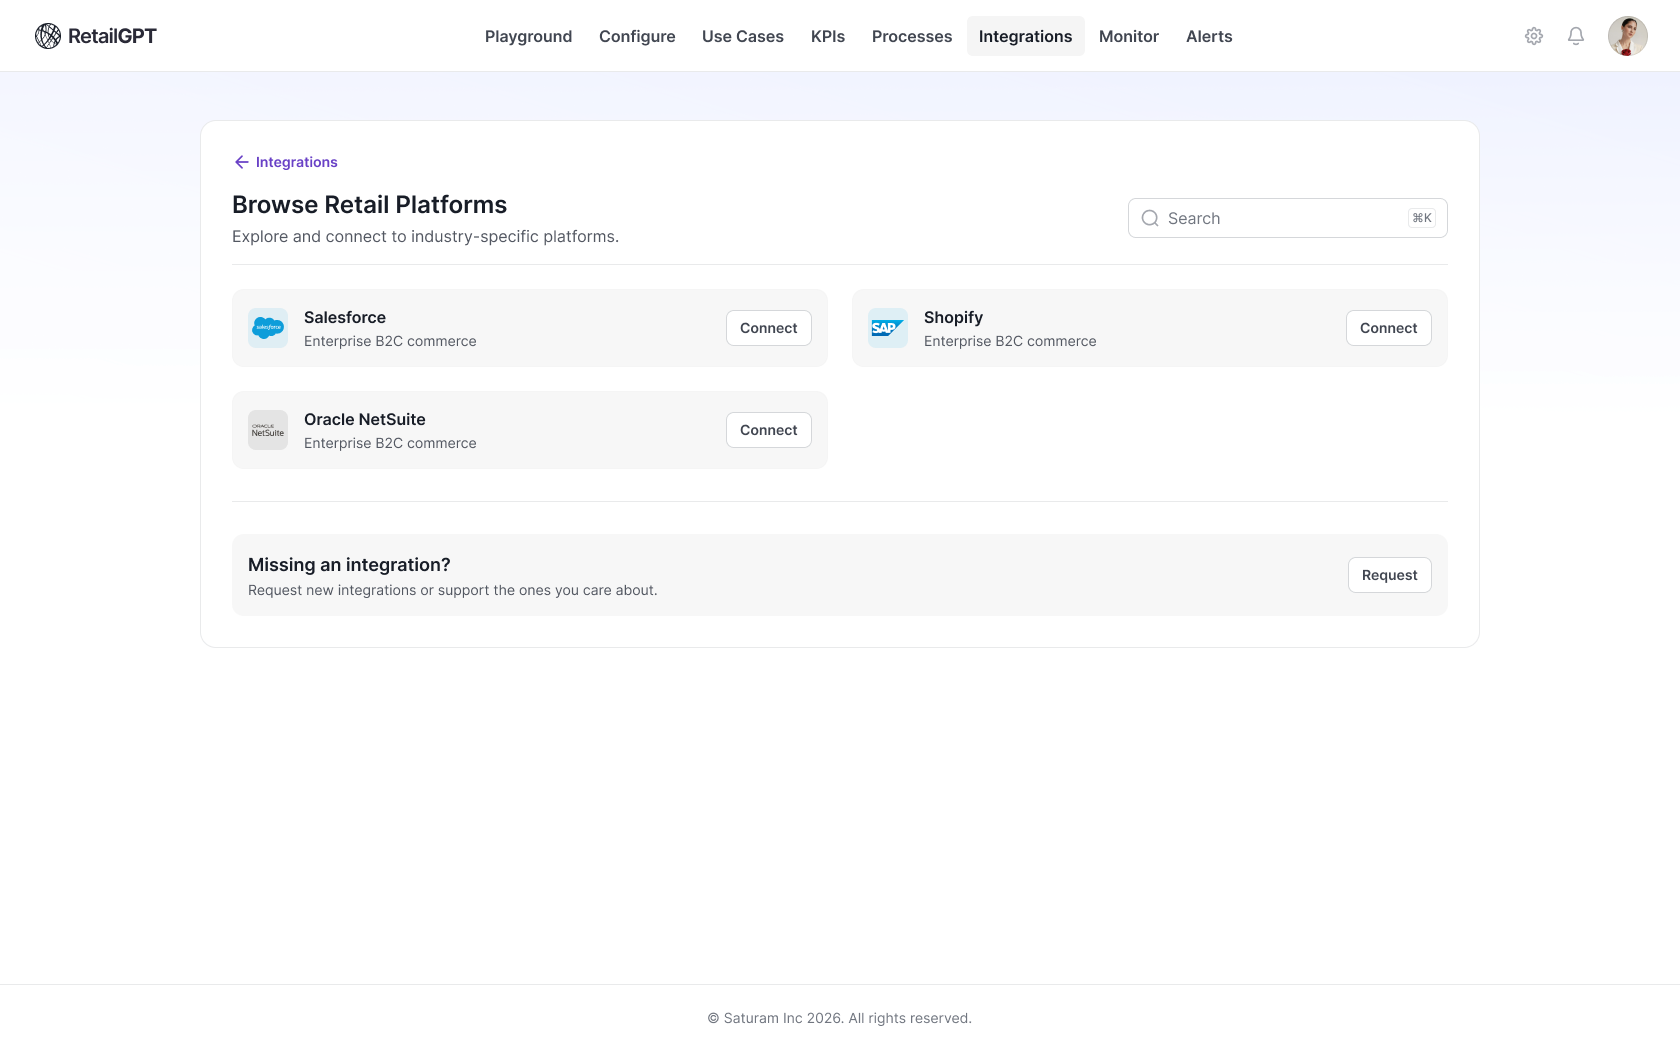 RetailGPT
Playground
Configure
Use Cases
KPIs
Processes
Integrations
Monitor
Alerts
Integrations
Browse Retail Platforms
Explore and connect to industry-specific platforms.
Search
⌘K
salesforce
Salesforce
Enterprise B2C commerce
Connect
SAP
Shopify
Enterprise B2C commerce
Connect
ORACLE
NetSuite
Oracle NetSuite
Enterprise B2C commerce
Connect
Missing an integration?
Request new integrations or support the ones you care about.
Request
© Saturam Inc 2026. All rights reserved.